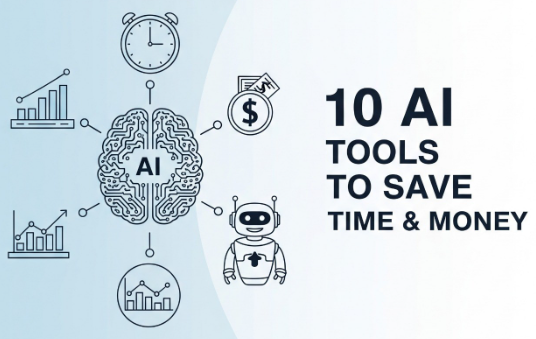 AI
$
10 AI
TOOLS
TO SAVE
TIME & MONEY